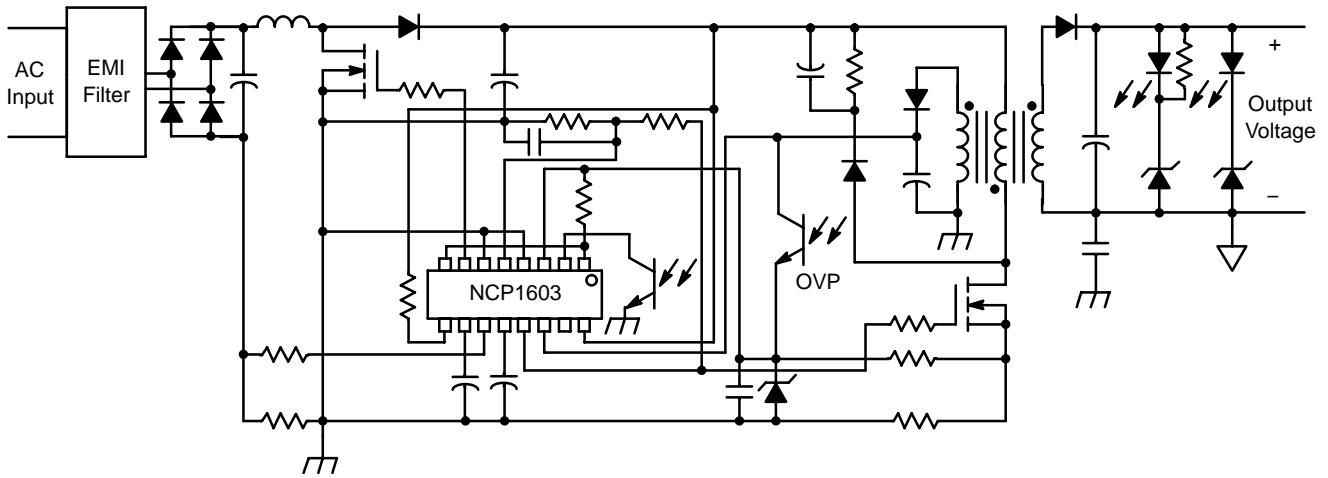 AC
Input
EMI
Filter
NCP1603
OVP
+
Output
Voltage
–